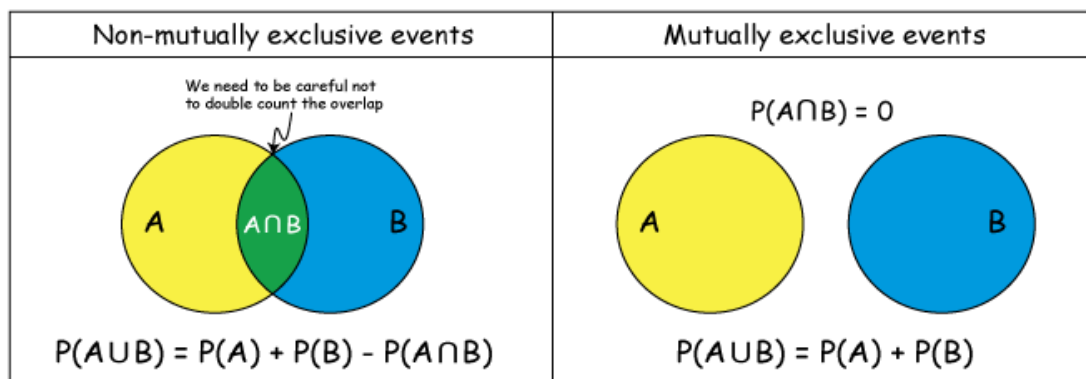 Non-mutually exclusive events
We need to be careful not
to double count the overlap
A
A∩B
B
P(A∪B) = P(A) + P(B) - P(A∩B)
Mutually exclusive events
P(A∩B) = 0
A
B
P(A∪B) = P(A) + P(B)